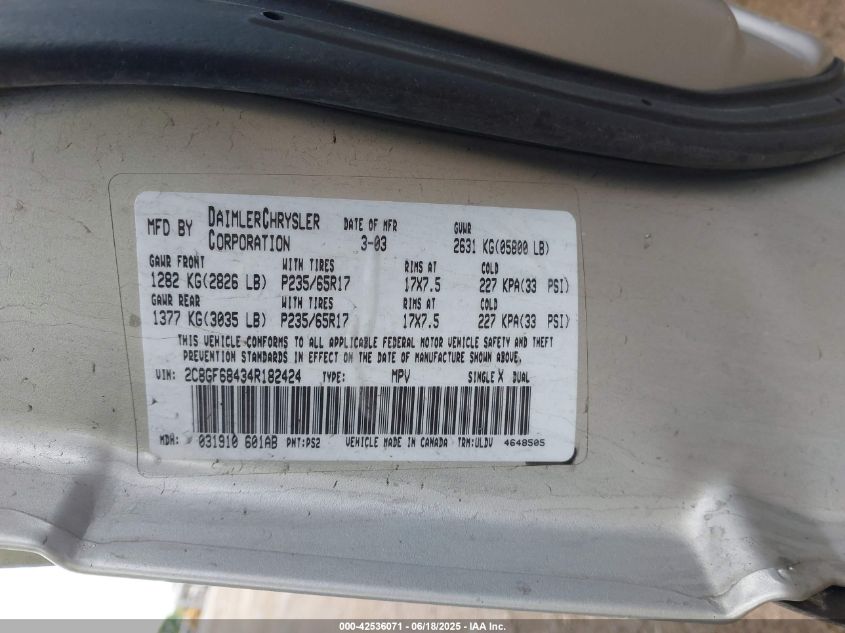 MFD BY DAIMLERCHRYSLER CORPORATION DATE OF MFR 3-03 GVWR 2631 KG(05800 LB)
GAWR FRONT WITH TIRES RIMS AT COLD
1282 KG(2826 LB) P235/65R17 17X7.5 227 KPA(33 PSI)
GAWR REAR WITH TIRES RIMS AT COLD
1377 KG(3035 LB) P235/65R17 17X7.5 227 KPA(33 PSI)
THIS VEHICLE CONFORMS TO ALL APPLICABLE FEDERAL MOTOR VEHICLE SAFETY AND THEFT
PREVENTION STANDARDS IN EFFECT ON THE DATE OF MANUFACTURE SHOWN ABOVE.
VIN: 2C8GF68434R182424 TYPE: MPV SINGLE X DUAL
MDH: 031910 601AB PNT:PS2 VEHICLE MADE IN CANADA TRM:ULDV 4648505
000-42536071 - 06/18/2025 - IAA Inc.